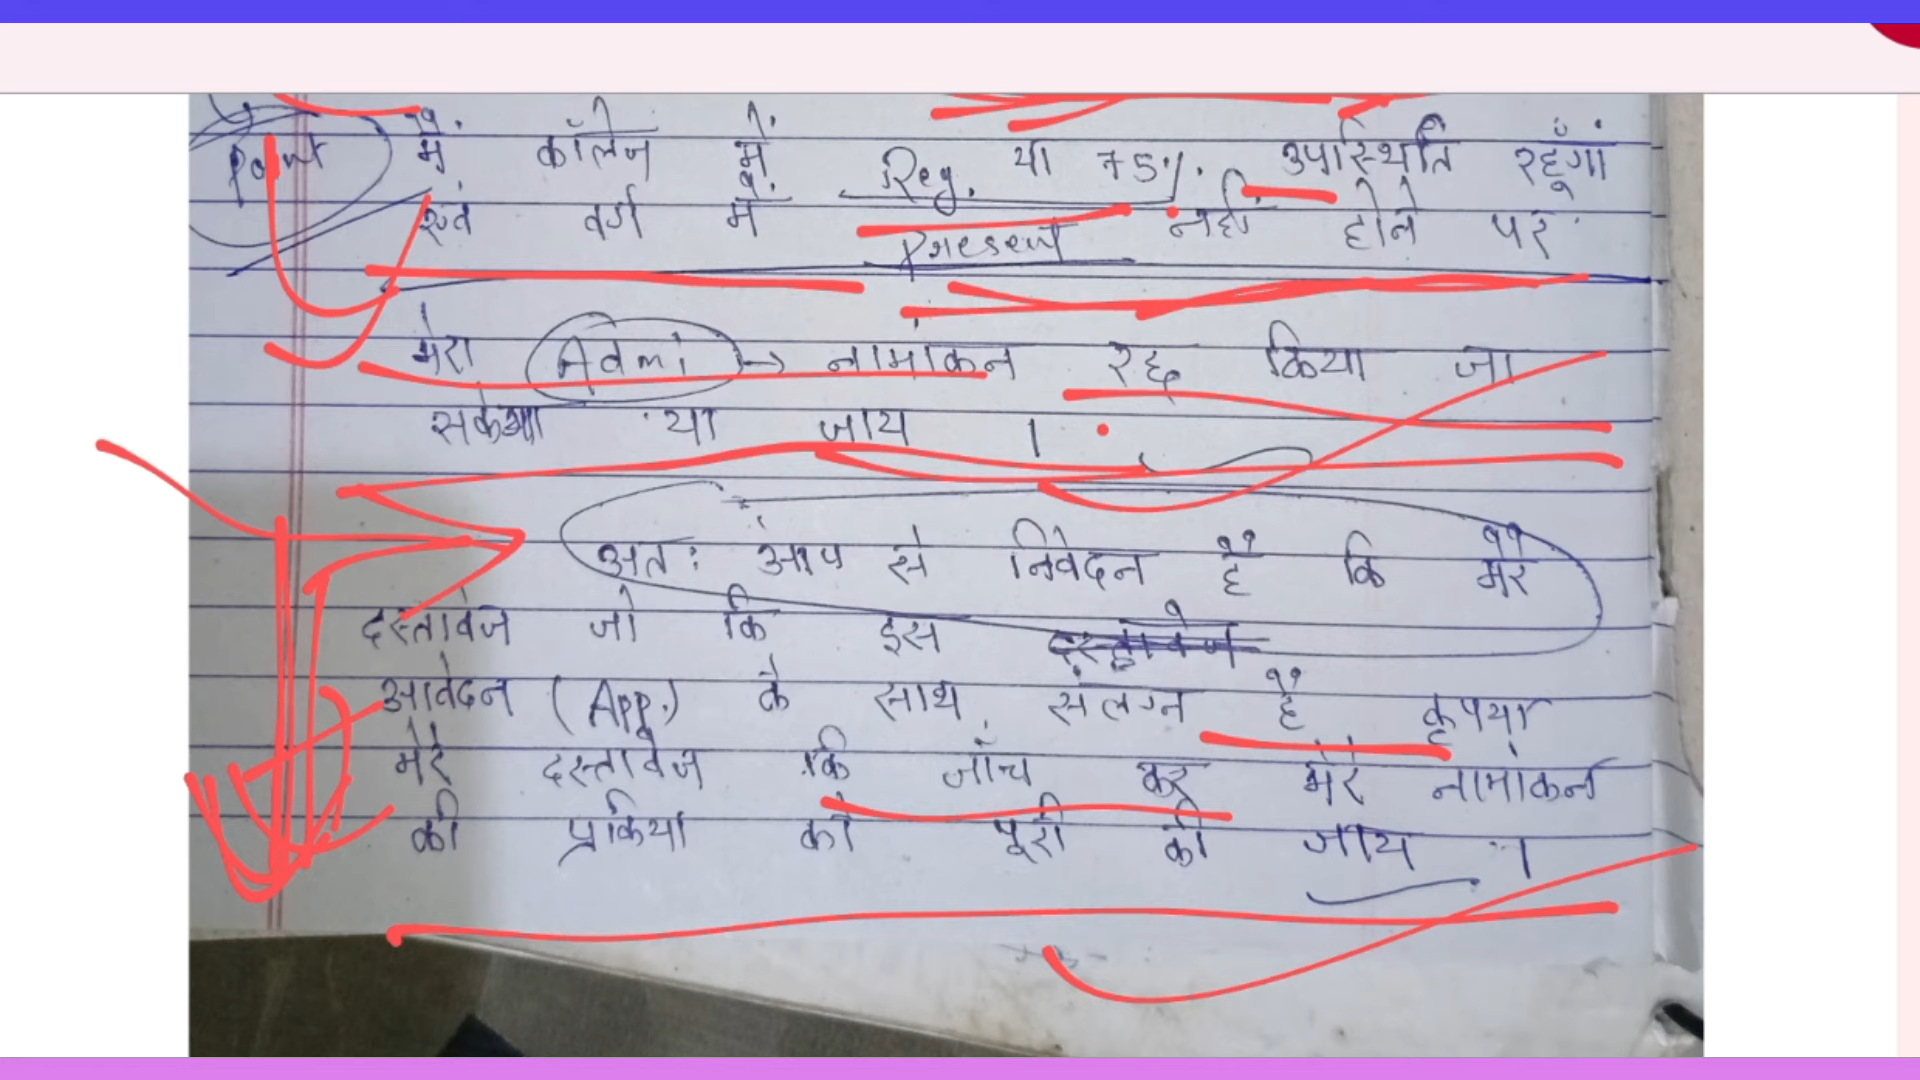 Point
मैं कॉलेज में Reg. या 75%. उपस्थिति रहूँगा
एवं वर्ग में Present नहीं होने पर
मेरा Admi → नामांकन रद्द किया जा
या जाय ।
अत: आप से निवेदन है कि मेरे
दस्तावेज जो कि इस दस्तावेज
आवेदन (App.) के साथ संलग्न है कृपया
मेरे दस्तावेज कि जाँच कर मेरे नामांकन
की प्रकिया को पूरी की जाय ।